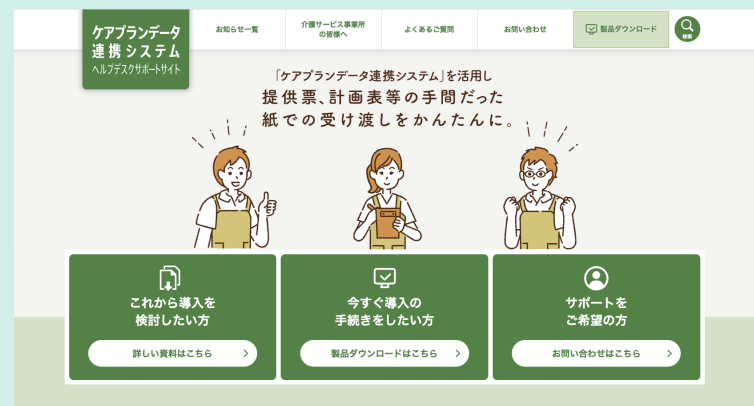 ケアプランデータ
連携システム
ヘルプデスクサポートサイト
お知らせ一覧
介護サービス事業所
の皆様へ
よくあるご質問
お問い合わせ
製品ダウンロード
検索
「ケアプランデータ連携システム」を活用し
提供票、計画表等の手間だった
紙での受け渡しをかんたんに。
これから導入を
検討したい方
詳しい資料はこちら
今すぐ導入の
手続きをしたい方
製品ダウンロードはこちら
サポートを
ご希望の方
お問い合わせはこちら